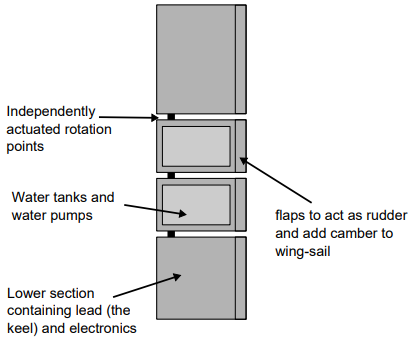 Independently
actuated rotation
points
Water tanks and
water pumps
flaps to act as rudder
and add camber to
wing-sail
Lower section
containing lead (the
keel) and electronics